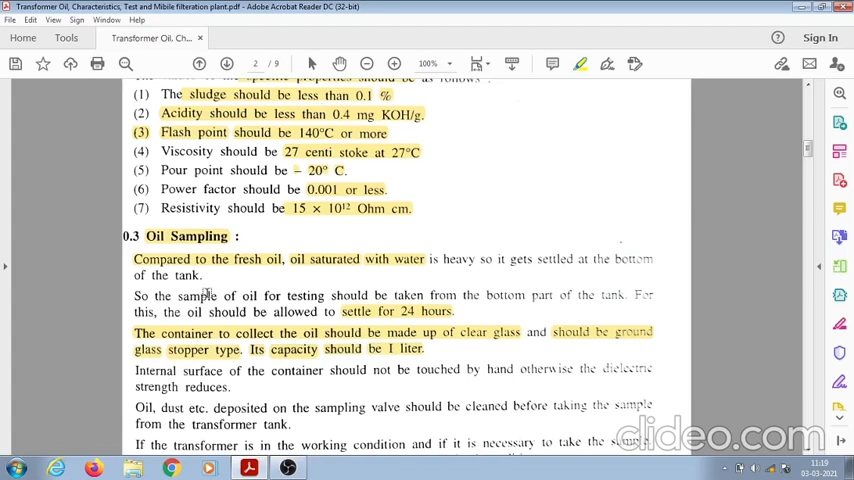 Transformer Oil, Characteristics, Test and Mibile filteration plant.pdf - Adobe Acrobat Reader DC (32-bit)
File Edit View Sign Window Help
Home Tools Transformer Oil, Ch... × Sign In
2 / 9 100%
The values of the specific properties should be as follows :
(1) The sludge should be less than 0.1 %
(2) Acidity should be less than 0.4 mg KOH/g.
(3) Flash point should be 140°C or more
(4) Viscosity should be 27 centi stoke at 27°C
(5) Pour point should be – 20° C.
(6) Power factor should be 0.001 or less.
(7) Resistivity should be 15 × 10¹² Ohm cm.
0.3 Oil Sampling :
Compared to the fresh oil, oil saturated with water is heavy so it gets settled at the bottom
of the tank.
So the sample of oil for testing should be taken from the bottom part of the tank. For
this, the oil should be allowed to settle for 24 hours.
The container to collect the oil should be made up of clear glass and should be ground
glass stopper type. Its capacity should be 1 liter.
Internal surface of the container should not be touched by hand otherwise the dielectric
strength reduces.
Oil, dust etc. deposited on the sampling valve should be cleaned before taking the sample
from the transformer tank.
If the transformer is in the working condition and if it is necessary to take the sample,
clideo.com
11:19
03-03-2021